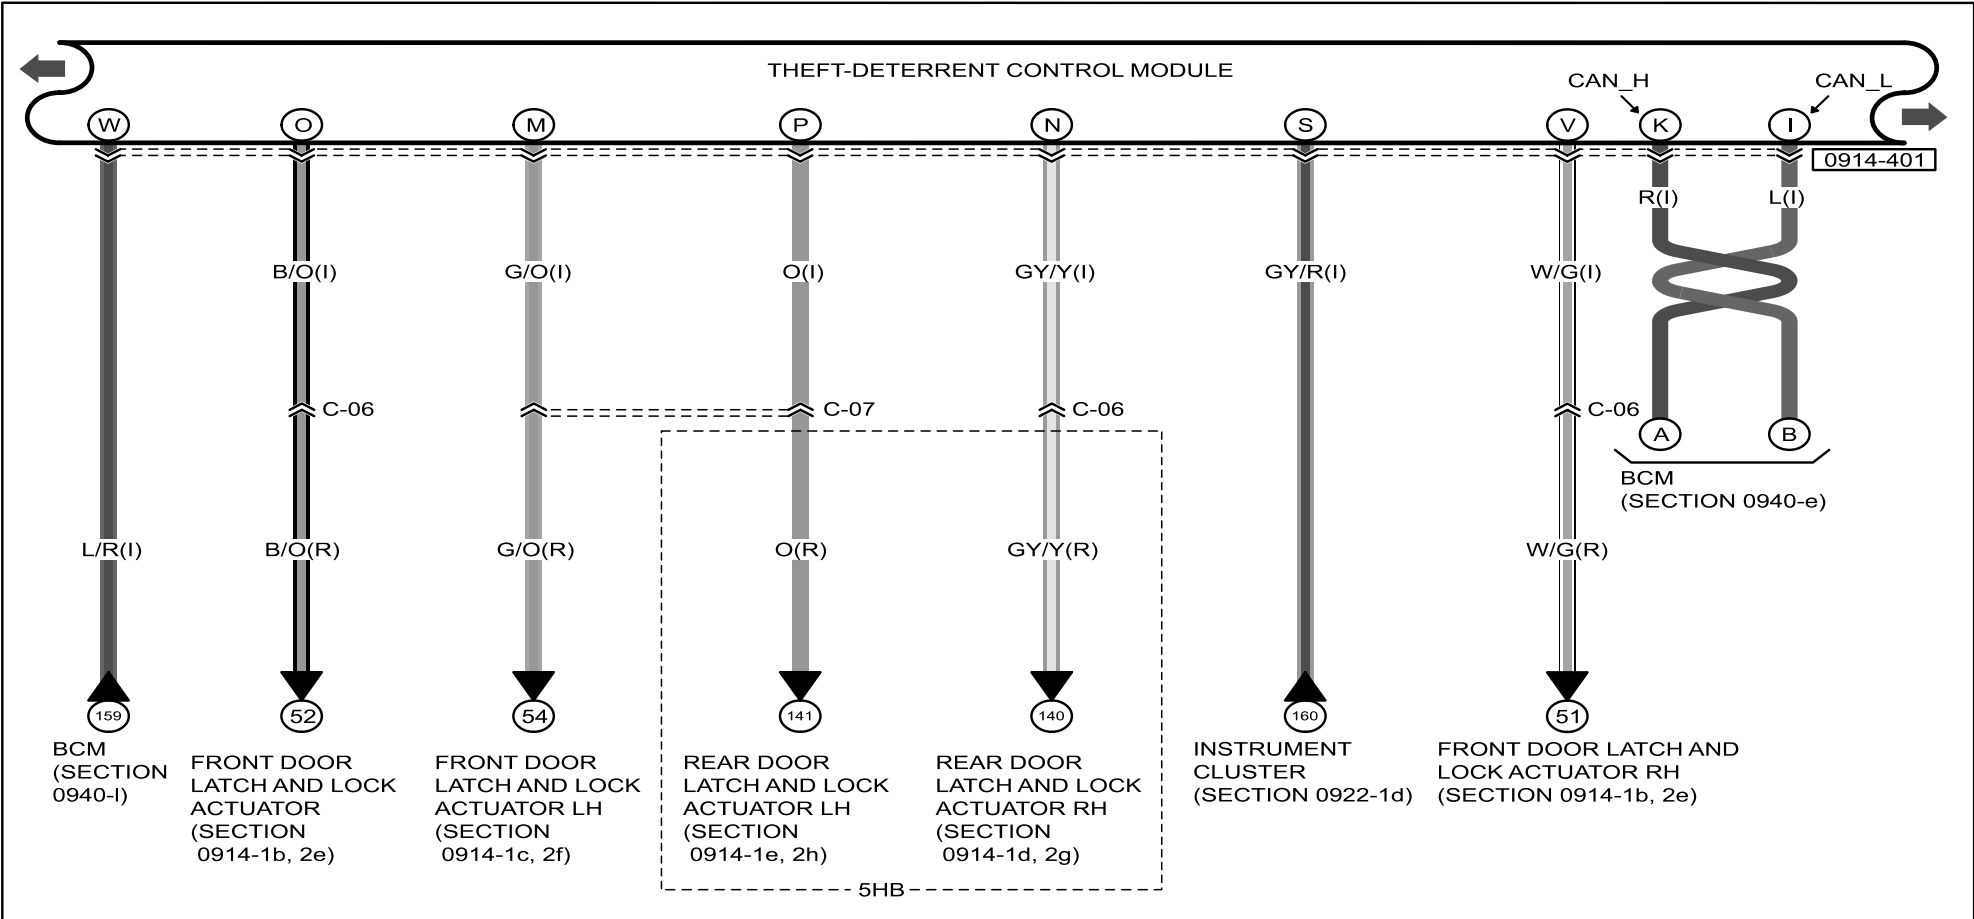 THEFT-DETERRENT CONTROL MODULE
CAN_H
CAN_L
W
O
M
P
N
S
V
K
I
0914-401
R(I)
L(I)
B/O(I)
G/O(I)
O(I)
GY/Y(I)
GY/R(I)
W/G(I)
C-06
C-07
C-06
C-06
A
B
BCM
(SECTION 0940-e)
L/R(I)
B/O(R)
G/O(R)
O(R)
GY/Y(R)
W/G(R)
159
52
54
141
140
160
51
BCM
(SECTION
0940-I)
FRONT DOOR
LATCH AND LOCK
ACTUATOR
(SECTION
0914-1b, 2e)
FRONT DOOR
LATCH AND LOCK
ACTUATOR LH
(SECTION
0914-1c, 2f)
REAR DOOR
LATCH AND LOCK
ACTUATOR LH
(SECTION
0914-1e, 2h)
REAR DOOR
LATCH AND LOCK
ACTUATOR RH
(SECTION
0914-1d, 2g)
INSTRUMENT
CLUSTER
(SECTION 0922-1d)
FRONT DOOR LATCH AND
LOCK ACTUATOR RH
(SECTION 0914-1b, 2e)
5HB